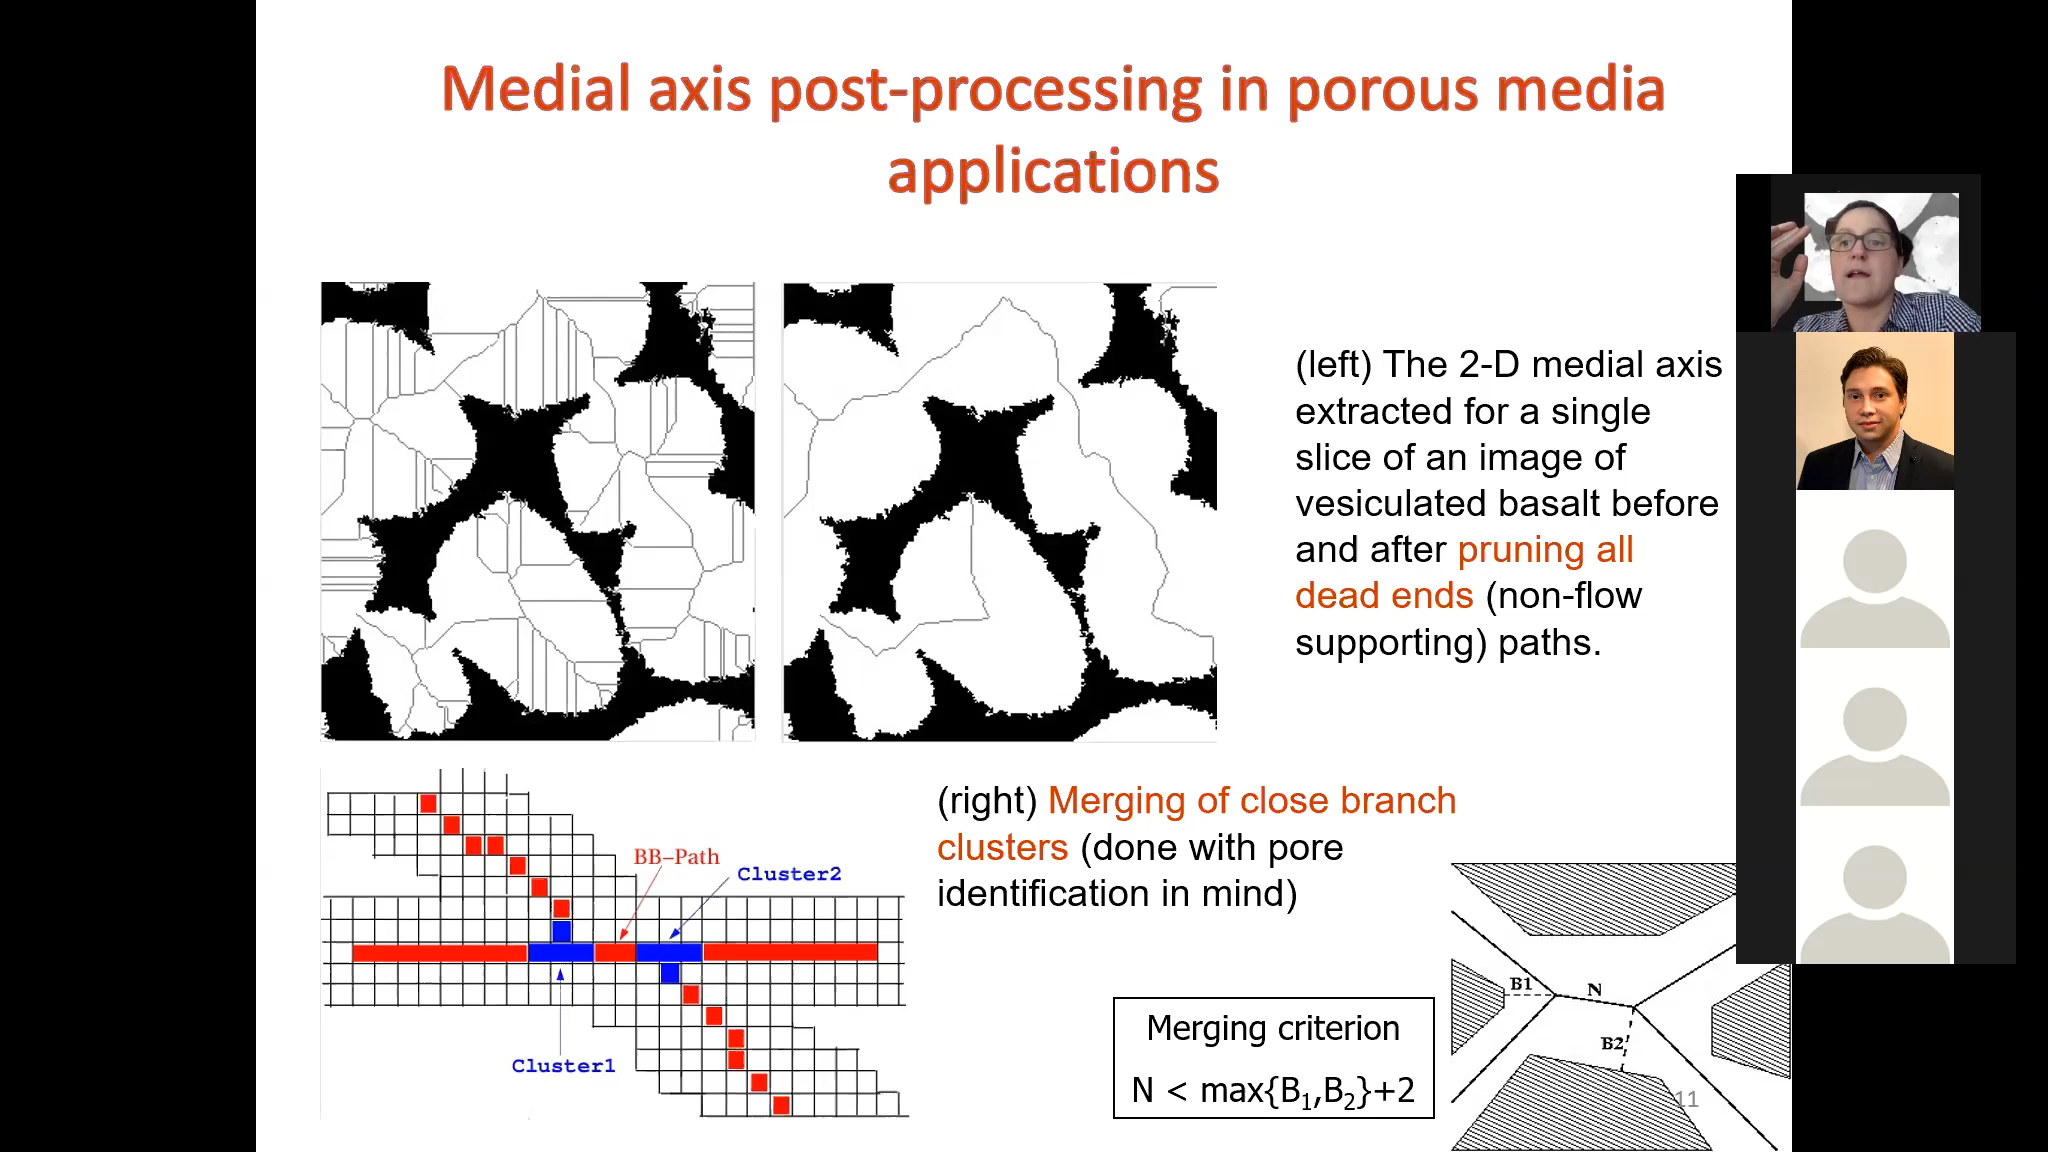 Medial axis post-processing in porous media
applications
(left) The 2-D medial axis
extracted for a single
slice of an image of
vesiculated basalt before
and after pruning all
dead ends (non-flow
supporting) paths.
(right) Merging of close branch
clusters (done with pore
identification in mind)
BB-Path
Cluster2
Cluster1
Merging criterion
N < max{B1,B2}+2
B1
N
B2
11